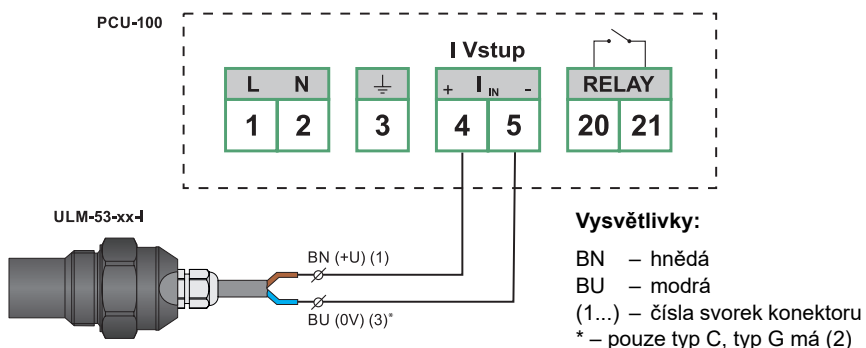 PCU-100
I Vstup
L N
+ I IN -
RELAY
1 2
3
4 5
20 21
ULM-53-xx-I
BN (+U) (1)
BU (0V) (3)*
Vysvětlivky:
BN – hnědá
BU – modrá
(1...) – čísla svorek konektoru
* – pouze typ C, typ G má (2)